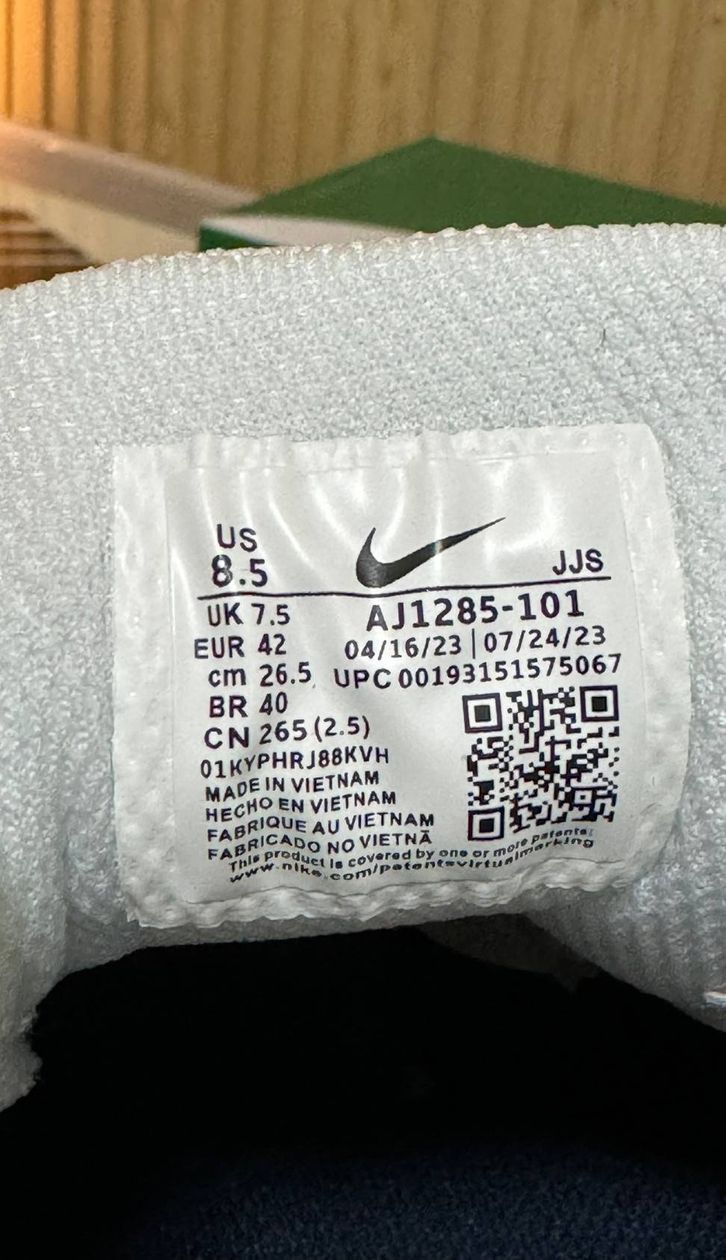 US
8.5
JJS
UK 7.5
AJ1285-101
EUR 42
04/16/23 | 07/24/23
cm 26.5
UPC 00193151575067
BR 40
CN 265 (2.5)
01KYPHRJ88KVH
MADE IN VIETNAM
HECHO EN VIETNAM
FABRIQUE AU VIETNAM
FABRICADO NO VIETNÃ
This product is covered by one or more patents:
www.nike.com/patentsvirtualmarking